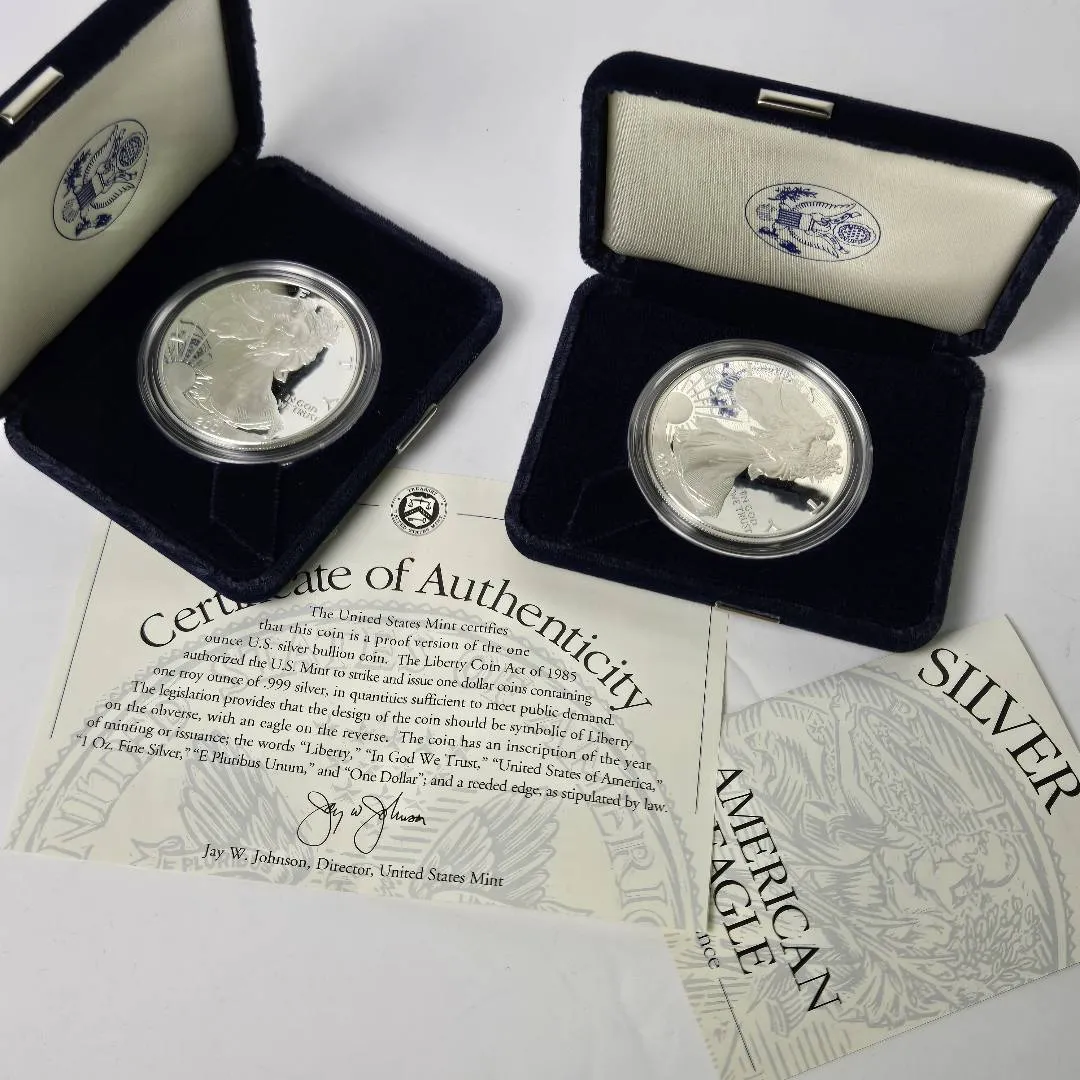 IN GOD
WE TRUST
IN GOD
WE TRUST
Certificate of Authenticity
The United States Mint certifies
that this coin is a proof version of the one
ounce U.S. silver bullion coin. The Liberty Coin Act of 1985
authorized the U.S. Mint to strike and issue one dollar coins containing
one troy ounce of .999 silver, in quantities sufficient to meet public demand.
The legislation provides that the design of the coin should be symbolic of Liberty
on the obverse, with an eagle on the reverse. The coin has an inscription of the year
of minting or issuance; the words “Liberty,” “In God We Trust,” “United States of America,”
“1 Oz. Fine Silver,” “E Pluribus Unum,” and “One Dollar”; and a reeded edge, as stipulated by law.
Jay W Johnson
Jay W. Johnson, Director, United States Mint
SILVER
AMERICAN
EAGLE